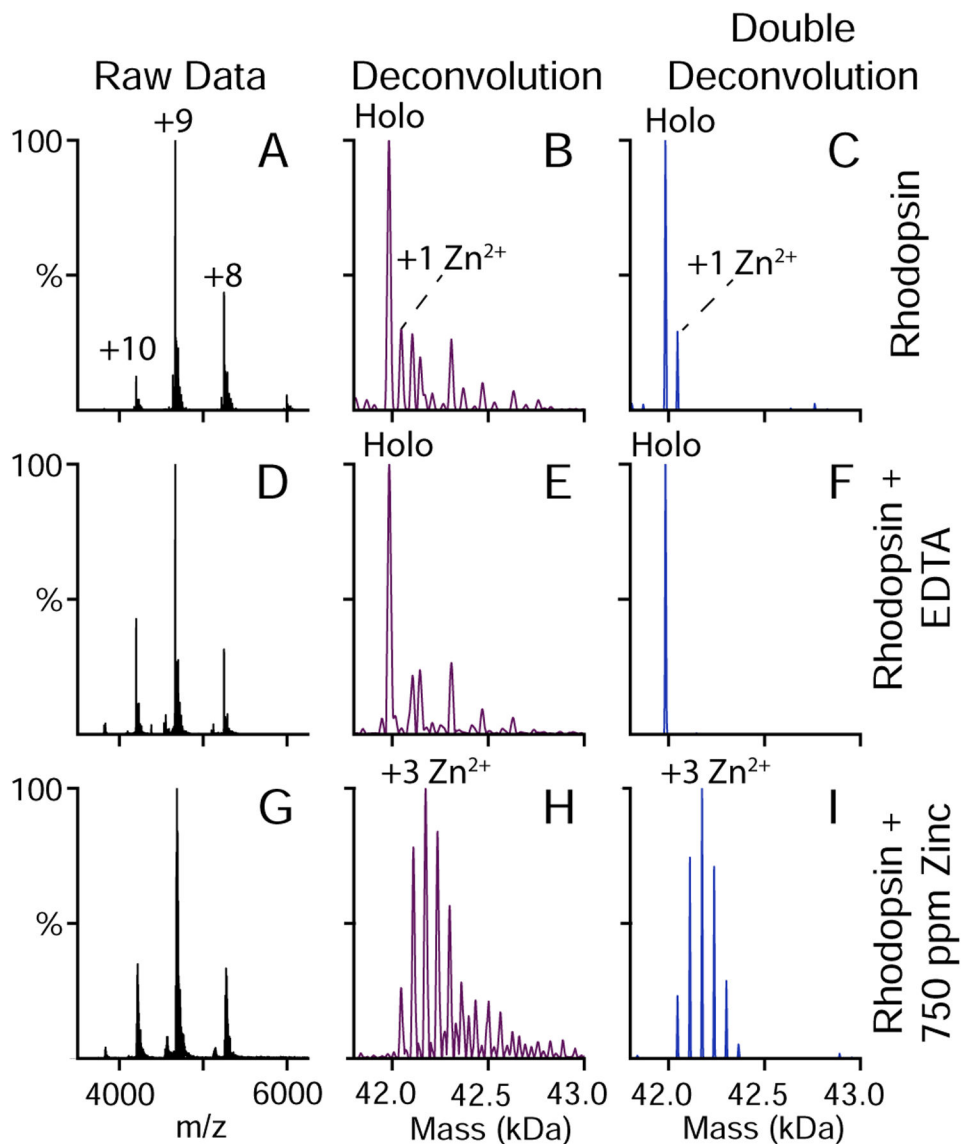 Raw Data
Deconvolution
Double
Deconvolution
100
%
+10
+9
+8
A
Holo
+1 Zn²⁺
B
Holo
+1 Zn²⁺
C
Rhodopsin
100
%
D
Holo
E
Holo
F
Rhodopsin +
EDTA
100
%
G
+3 Zn²⁺
H
+3 Zn²⁺
I
Rhodopsin +
750 ppm Zinc
4000 6000
m/z
42.0 42.5 43.0
Mass (kDa)
42.0 42.5 43.0
Mass (kDa)